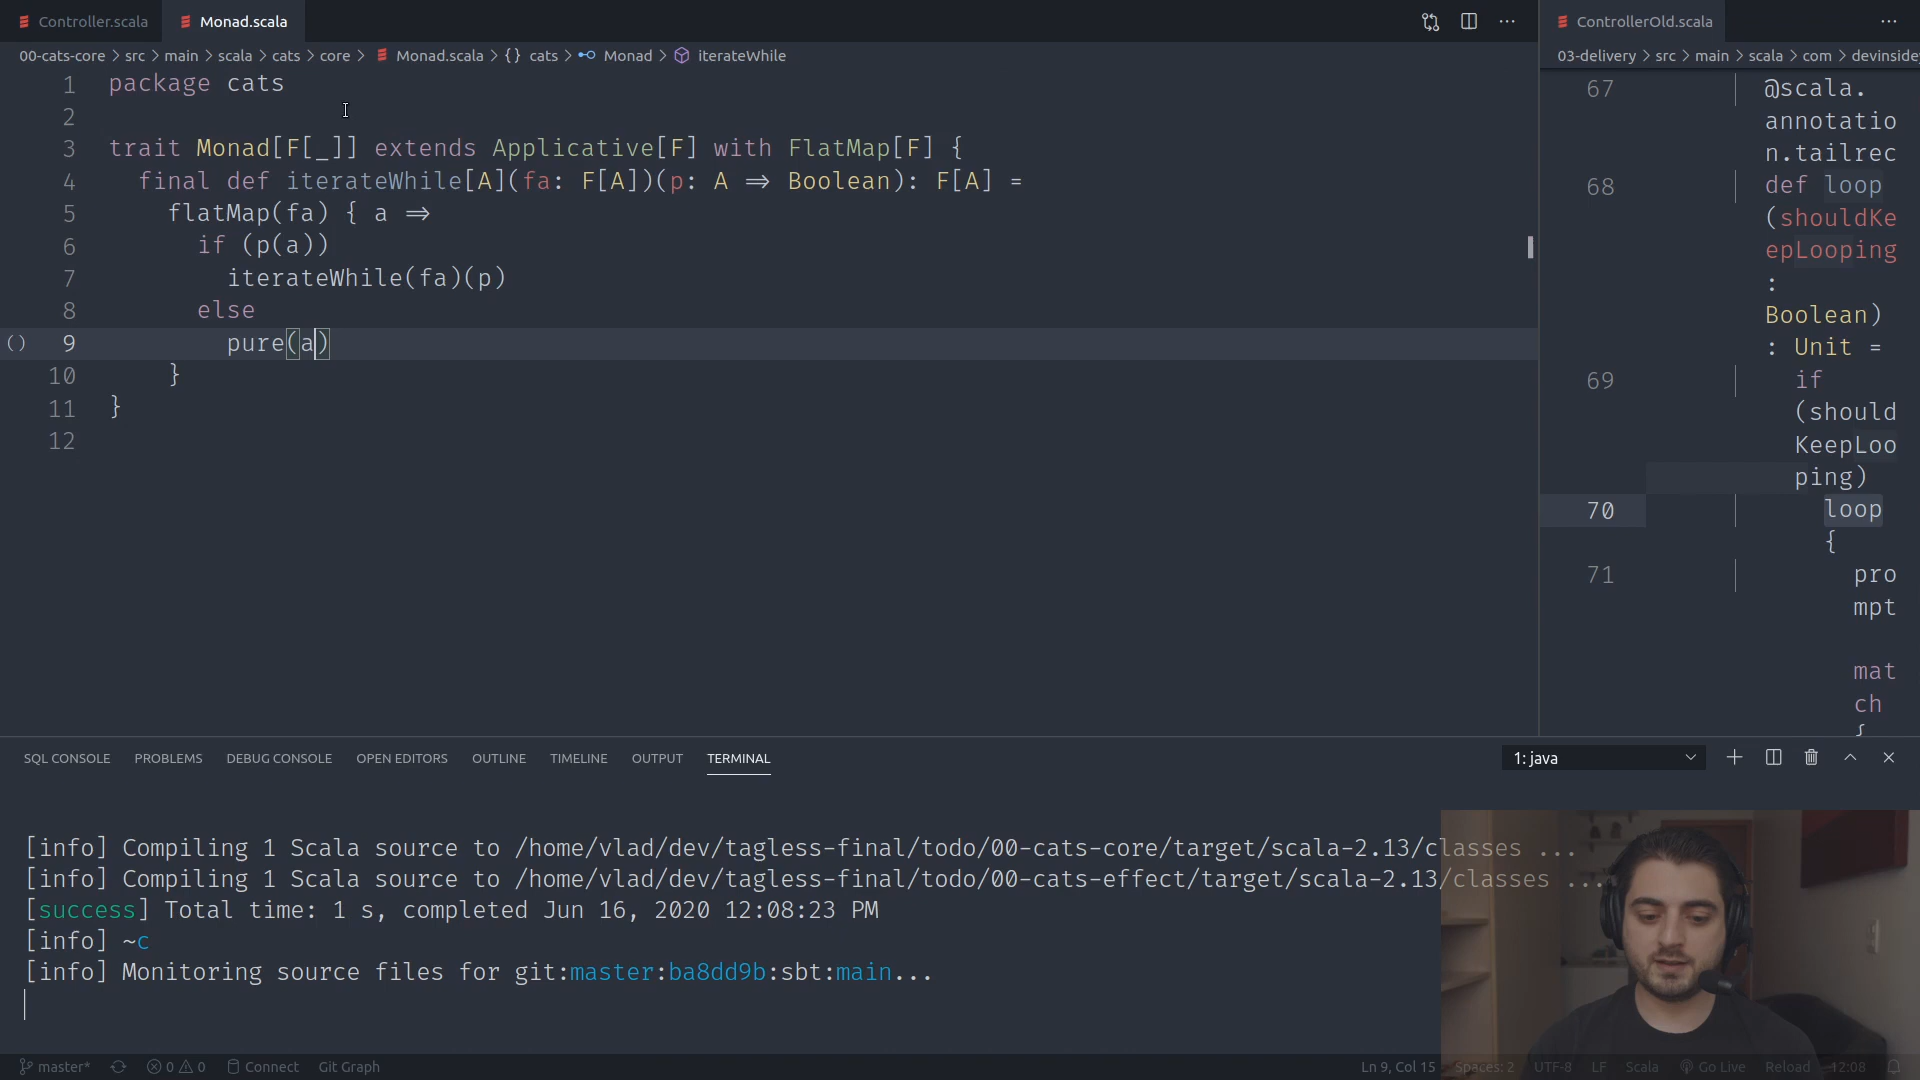 Controller.scala
Monad.scala
ControllerOld.scala
00-cats-core > src > main > scala > cats > core > Monad.scala > {} cats > Monad > iterateWhile
03-delivery > src > main > scala > com > devinside
1 package cats
2
3 trait Monad[F[_]] extends Applicative[F] with FlatMap[F] {
4 final def iterateWhile[A](fa: F[A])(p: A ⇒ Boolean): F[A] =
5 flatMap(fa) { a ⇒
6 if (p(a))
7 iterateWhile(fa)(p)
8 else
() 9 pure(a)
10 }
11 }
12
67 @scala.
annotatio
n.tailrec
68 def loop
(shouldKe
epLooping
:
Boolean)
: Unit =
69 if
(should
KeepLoo
ping)
70 loop
{
71 pro
mpt
mat
ch
{
SQL CONSOLE PROBLEMS DEBUG CONSOLE OPEN EDITORS OUTLINE TIMELINE OUTPUT TERMINAL 1: java
[info] Compiling 1 Scala source to /home/vlad/dev/tagless-final/todo/00-cats-core/target/scala-2.13/classes ...
[info] Compiling 1 Scala source to /home/vlad/dev/tagless-final/todo/00-cats-effect/target/scala-2.13/classes ...
[success] Total time: 1 s, completed Jun 16, 2020 12:08:23 PM
[info] ~c
[info] Monitoring source files for git:master:ba8dd9b:sbt:main...
master* 0 0 Connect Git Graph Ln 9, Col 15 Spaces: 2 UTF-8 LF Scala Go Live Reload 12:08